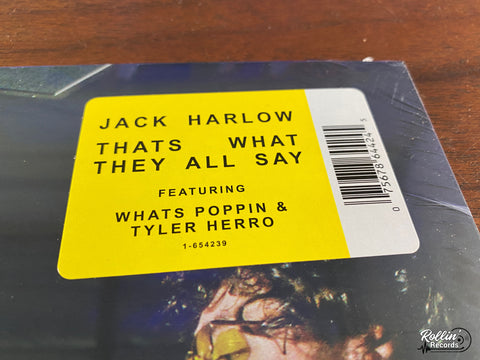 JACK HARLOW
THATS WHAT
THEY ALL SAY
FEATURING
WHATS POPPIN &
TYLER HERRO
1-654239
0 75678 64424 5
Rollin
Records